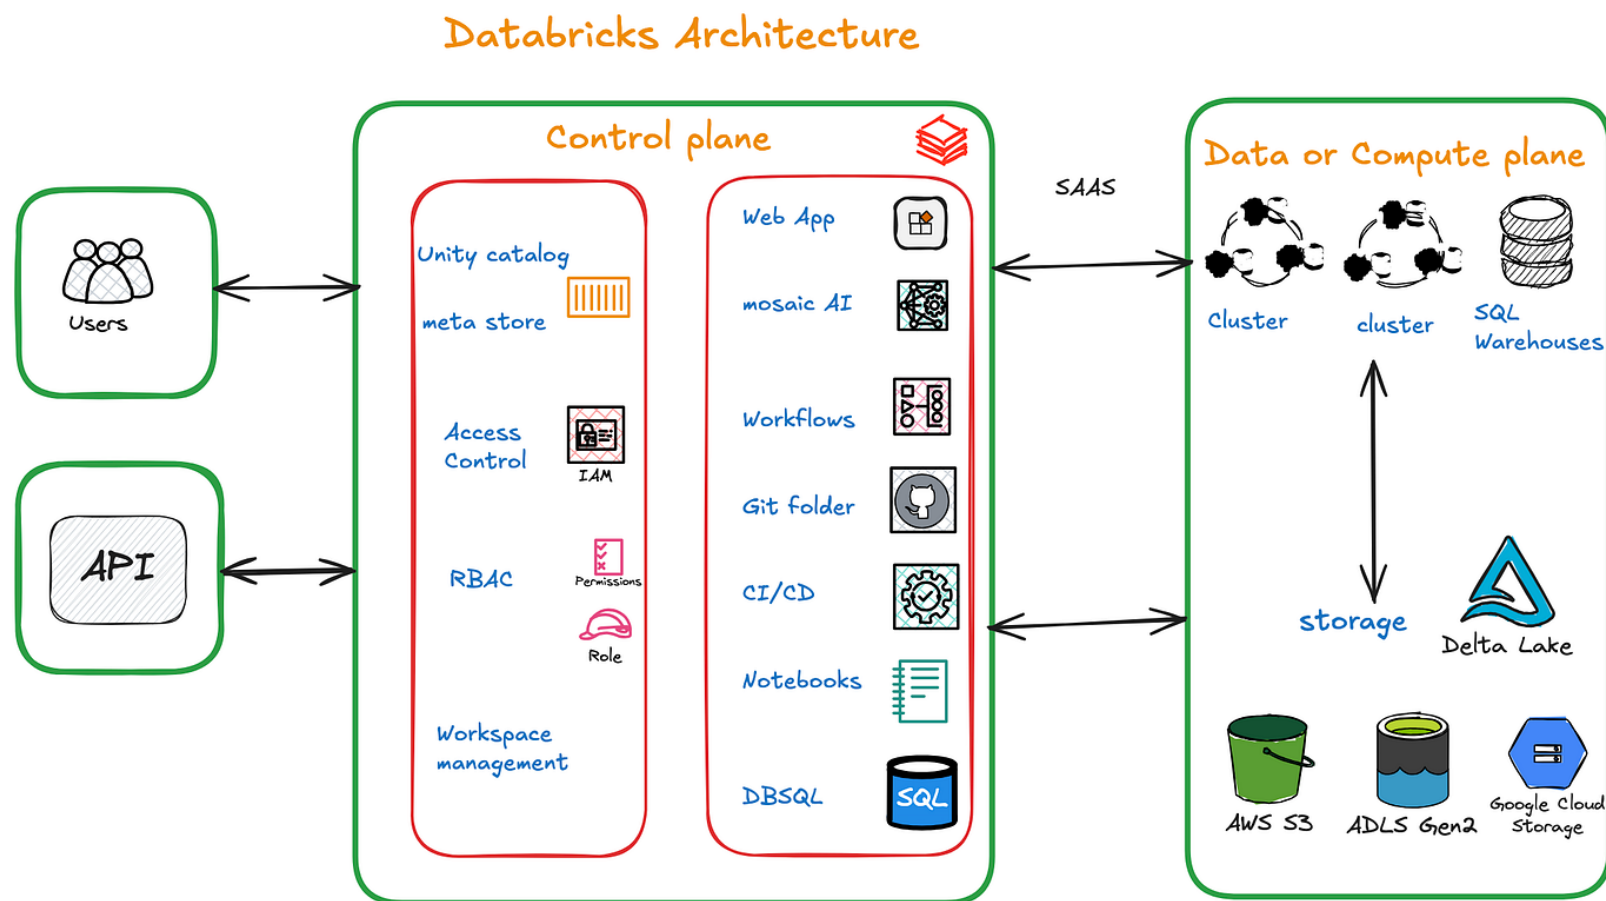 Databricks Architecture
Users
API
Control plane
Unity catalog
meta store
Access
Control
IAM
RBAC
Permissions
Role
Workspace
management
Web App
mosaic AI
Workflows
Git folder
CI/CD
Notebooks
DBSQL
SQL
SAAS
Data or Compute plane
Cluster
cluster
SQL
Warehouses
storage
Delta Lake
AWS S3
ADLS Gen2
Google Cloud
Storage